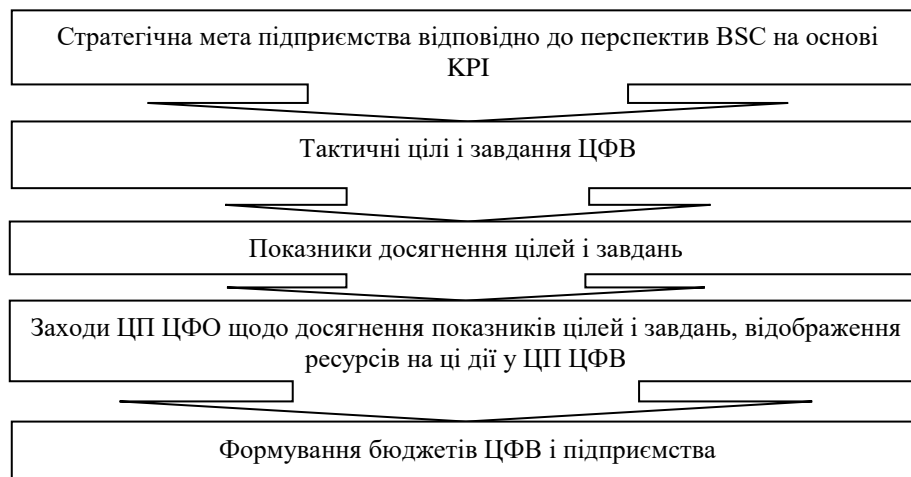 Стратегічна мета підприємства відповідно до перспектив BSC на основі
KPI
Тактичні цілі і завдання ЦФВ
Показники досягнення цілей і завдань
Заходи ЦП ЦФО щодо досягнення показників цілей і завдань, відображення
ресурсів на ці дії у ЦП ЦФВ
Формування бюджетів ЦФВ і підприємства